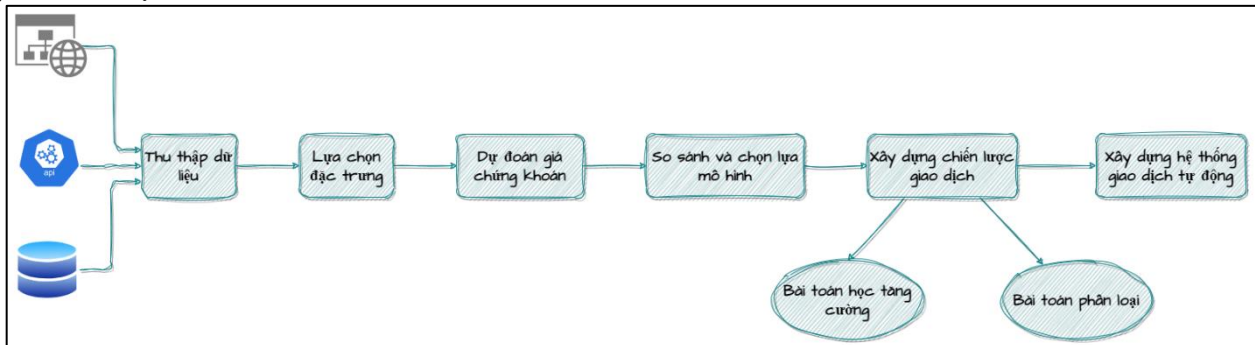 api
Thu thập dữ
liệu
Lựa chọn
đặc trưng
Dự đoán giá
chứng khoán
So sánh và chọn lựa
mô hình
Xây dựng chiến lược
giao dịch
Xây dựng hệ thống
giao dịch tự động
Bài toán học tăng
cường
Bài toán phân loại